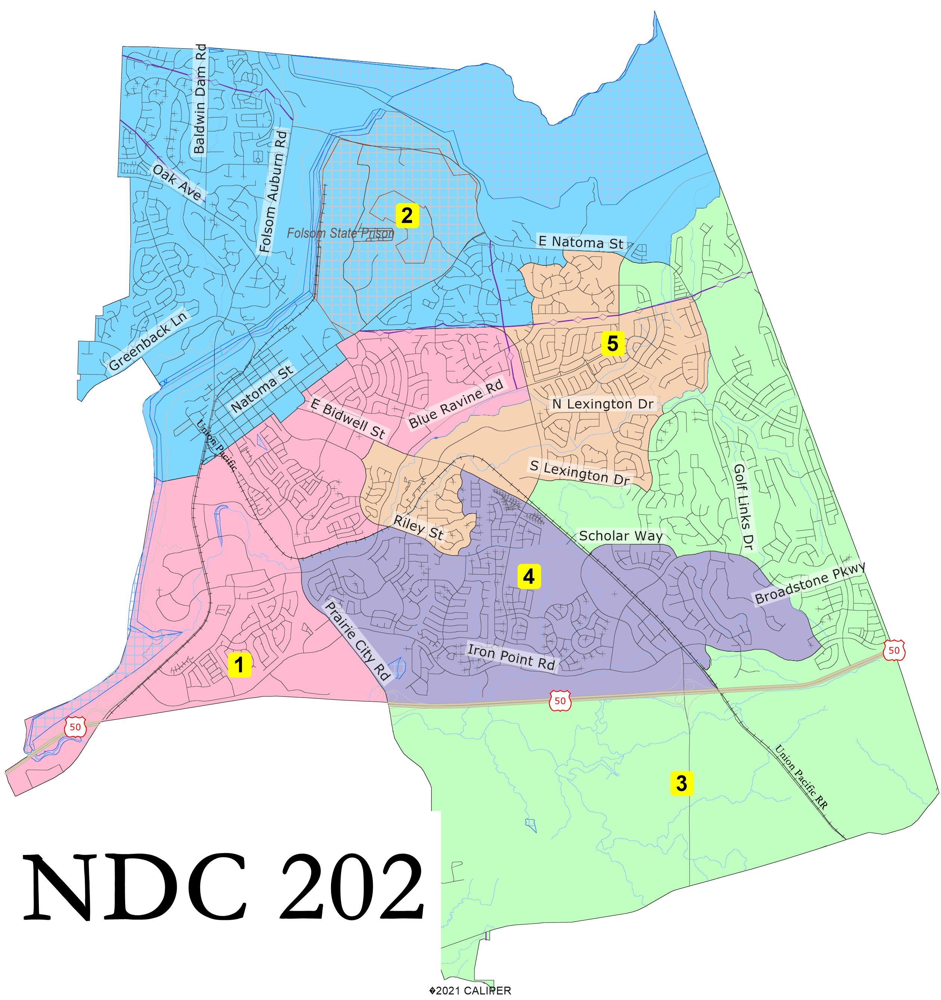 Baldwin Dam Rd
Oak Ave
Folsom Auburn Rd
2
Folsom State Prison
E Natoma St
Greenback Ln
5
Natoma St
E Bidwell St
Blue Ravine Rd
N Lexington Dr
Union Pacific
S Lexington Dr
Golf Links Dr
Riley St
Scholar Way
4
Broadstone Pkwy
Prairie City Rd
Iron Point Rd
50
1
50
50
3
Union Pacific RR
NDC 202
�2021 CALIPER